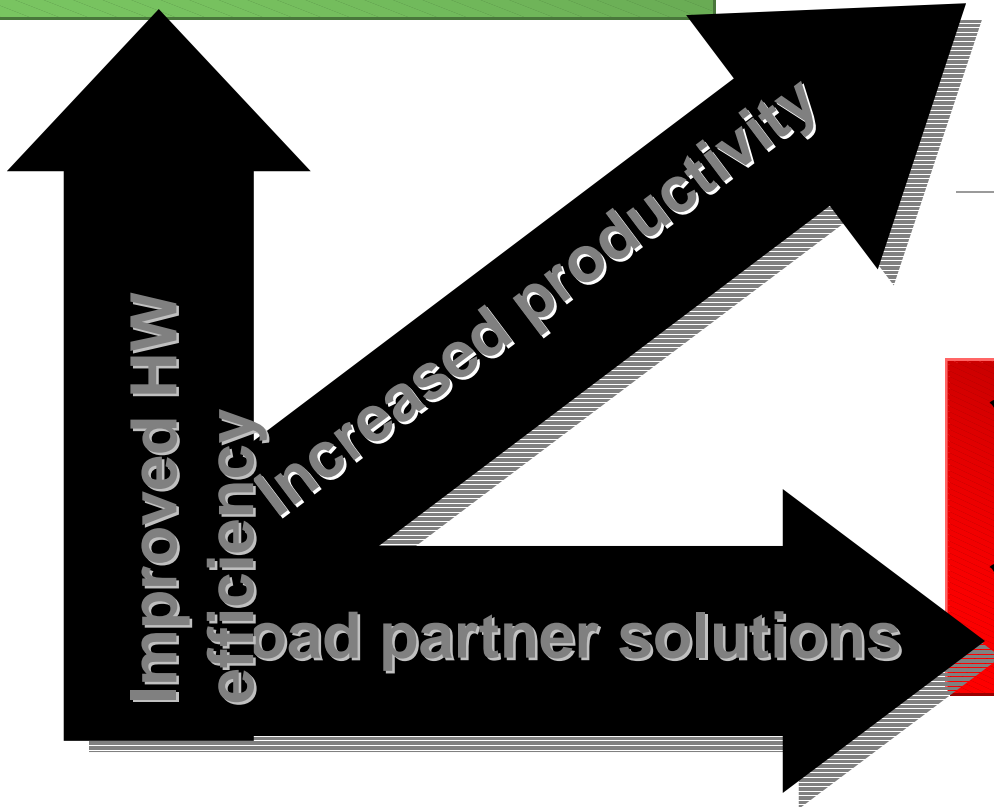 Improved HW
efficiency
Increased productivity
oad partner solutions